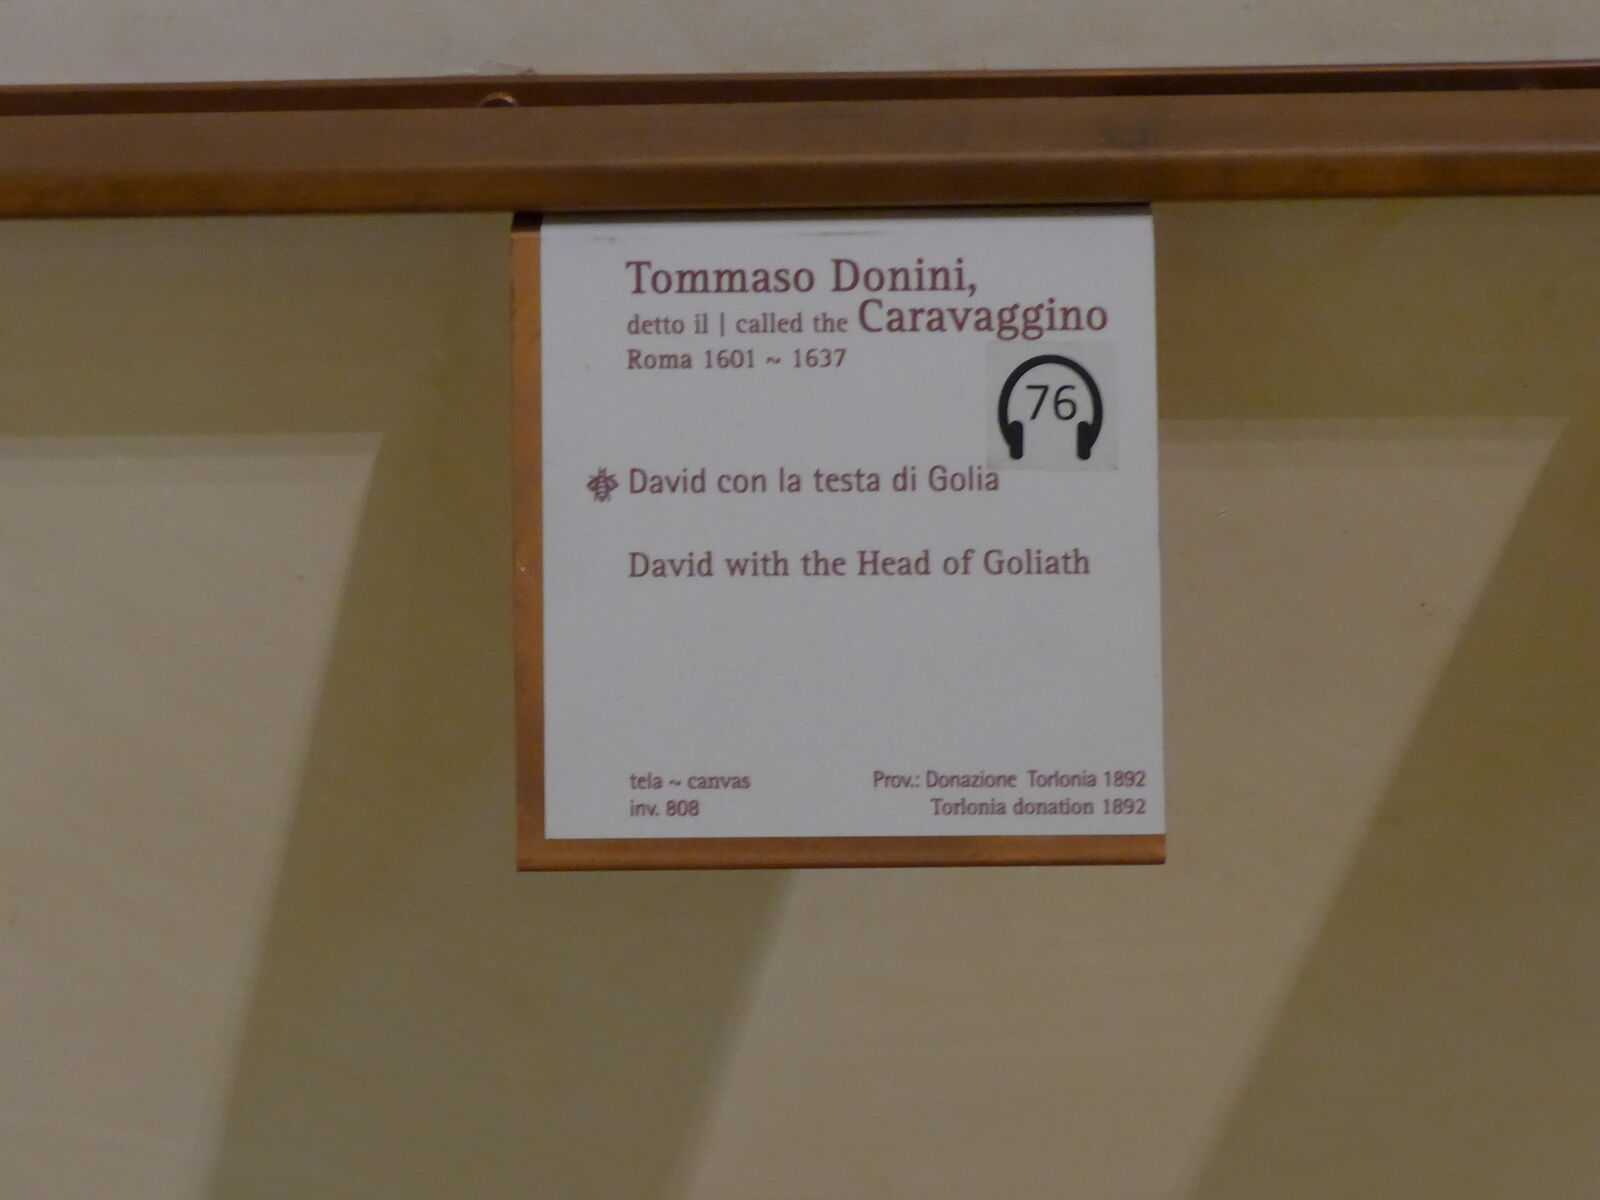 Tommaso Donini,
detto il | called the Caravaggino
Roma 1601 ~ 1637
76
David con la testa di Golia
David with the Head of Goliath
tela ~ canvas
inv. 808
Prov.: Donazione Torlonia 1892
Torlonia donation 1892